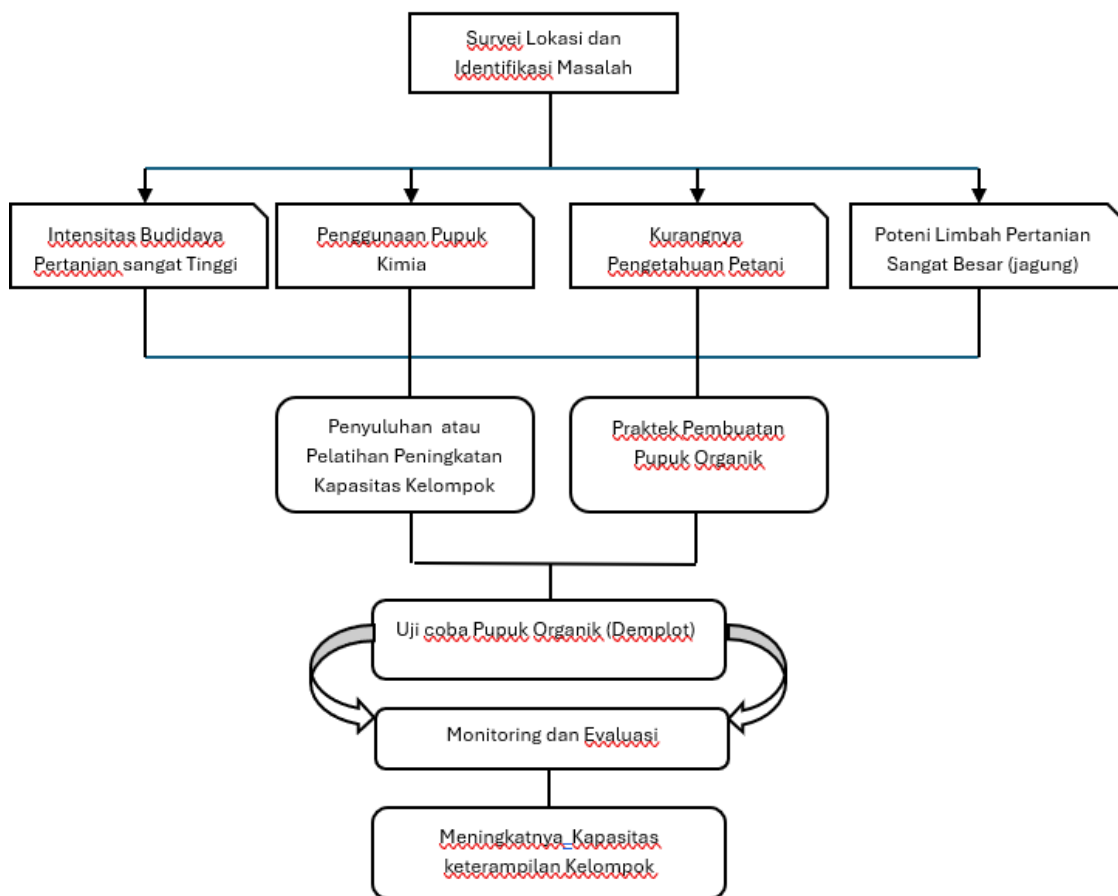 Survei Lokasi dan
Identifikasi Masalah
Intensitas Budidaya
Pertanian sangat Tinggi
Penggunaan Pupuk
Kimia
Kurangnya
Pengetahuan Petani
Poteni Limbah Pertanian
Sangat Besar (jagung)
Penyuluhan atau
Pelatihan Peningkatan
Kapasitas Kelompok
Praktek Pembuatan
Pupuk Organik
Uji coba Pupuk Organik (Demplot)
Monitoring dan Evaluasi
Meningkatnya Kapasitas
keterampilan Kelompok